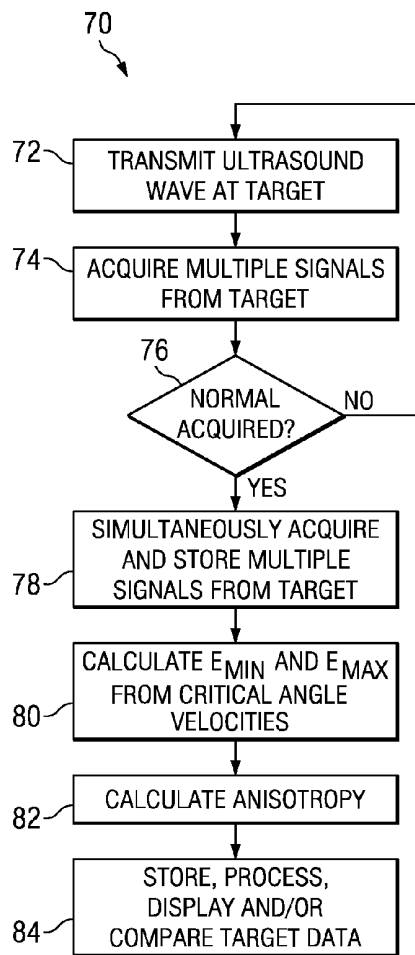 70
72
TRANSMIT ULTRASOUND
WAVE AT TARGET
74
ACQUIRE MULTIPLE SIGNALS
FROM TARGET
76
NORMAL
ACQUIRED?
NO
YES
SIMULTANEOUSLY ACQUIRE
AND STORE MULTIPLE
SIGNALS FROM TARGET
78
CALCULATE EMIN AND EMAX
FROM CRITICAL ANGLE
VELOCITIES
80
CALCULATE ANISOTROPY
82
STORE, PROCESS,
DISPLAY AND/OR
COMPARE TARGET DATA
84